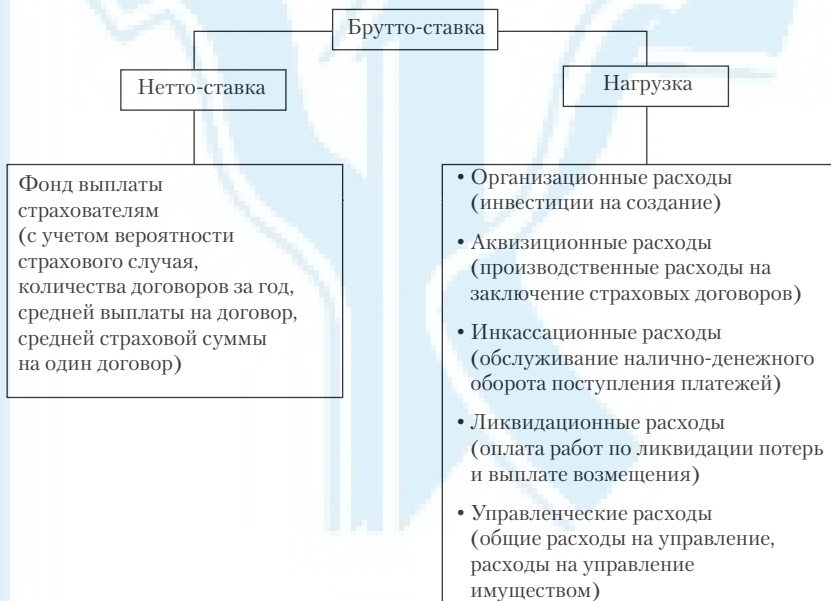 Брутто-ставка
Нетто-ставка
Нагрузка
Фонд выплаты
страхователям
(с учетом вероятности
страхового случая,
количества договоров за год,
средней выплаты на договор,
средней страховой суммы
на один договор)
• Организационные расходы
(инвестиции на создание)
• Аквизиционные расходы
(производственные расходы на
заключение страховых договоров)
• Инкассационные расходы
(обслуживание налично-денежного
оборота поступления платежей)
• Ликвидационные расходы
(оплата работ по ликвидации потерь
и выплате возмещения)
• Управленческие расходы
(общие расходы на управление,
расходы на управление
имуществом)